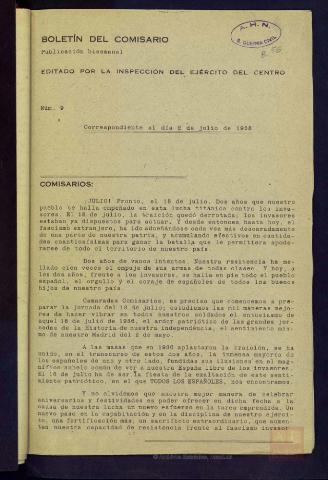 BOLETÍN DEL COMISARIO
Publicación bisemanal
A. H. N.
S. GUERRA CIVIL
EDITADO POR LA INSPECCIÓN DEL EJÉRCITO DEL CENTRO
Núm. 9
Correspondiente al día 2 de julio de 1938
COMISARIOS:
¡JULIO! Pronto, el 18 de julio. Dos años que nuestro
pueblo se halla empeñado en esta lucha titánica contra los inva-
sores. El 18 de julio, la traición quedó derrotada; los invasores
estaban ya dispuestos para actuar. Y desde entonces hasta hoy, el
fascismo extranjero, ha ido adueñándose cada vez más descaradamente
de una parte de nuestra patria, y acumulando efectivos en cantida-
des cuantiosísimas para ganar la batalla que le permitiera apode-
rarse de todo el territorio de nuestro país.
Dos años de vanos intentos. Nuestra resistencia ha me-
llado cien veces el empuje de sus armas de todas clases. Y hoy, a
los dos años, frente a los invasores, se halla en pie todo el pueblo
español, el orgullo y el coraje de españoles de todos los buenos
hijos de nuestro país.
Camaradas Comisarios, es preciso que comencemos a pre-
parar la jornada del 18 de julio; estudiemos las mil maneras mejo-
res de hacer vibrar en todos nuestros soldados el entusiasmo de
aquel 18 de julio de 1936, el ardor patriótico de las grandes jor-
nadas de la Historia de nuestra independencia, el sentimiento mis-
mo de nuestro Madrid del 2 de mayo.
A las masas que en 1936 aplastaron la traición, se ha
unido, en el transcurso de estos dos años, la inmensa mayoría de
los españoles de uno y otro lado, fundidas sus ilusiones en el mag-
nífico anhelo común de ver a nuestra España libre de los invasores.
El 18 de julio ha de ser la fiesta de la exaltación de este senti-
miento patriótico, en el que TODOS LOS ESPAÑOLES, nos encontramos.
Y no olvidemos que nuestra mejor manera de celebrar
aniversarios y festividades es poder ofrecer en dicha fecha a la
causa de nuestra lucha un nuevo esfuerzo en la tarea emprendida. Un
nuevo paso en la capacitación y en la disciplina de nuestro ejérci-
to, una fortificación más, un sacrificio extraordinario, que aumen-
ten nuestra capacidad de resistencia frente al fascismo invasor.